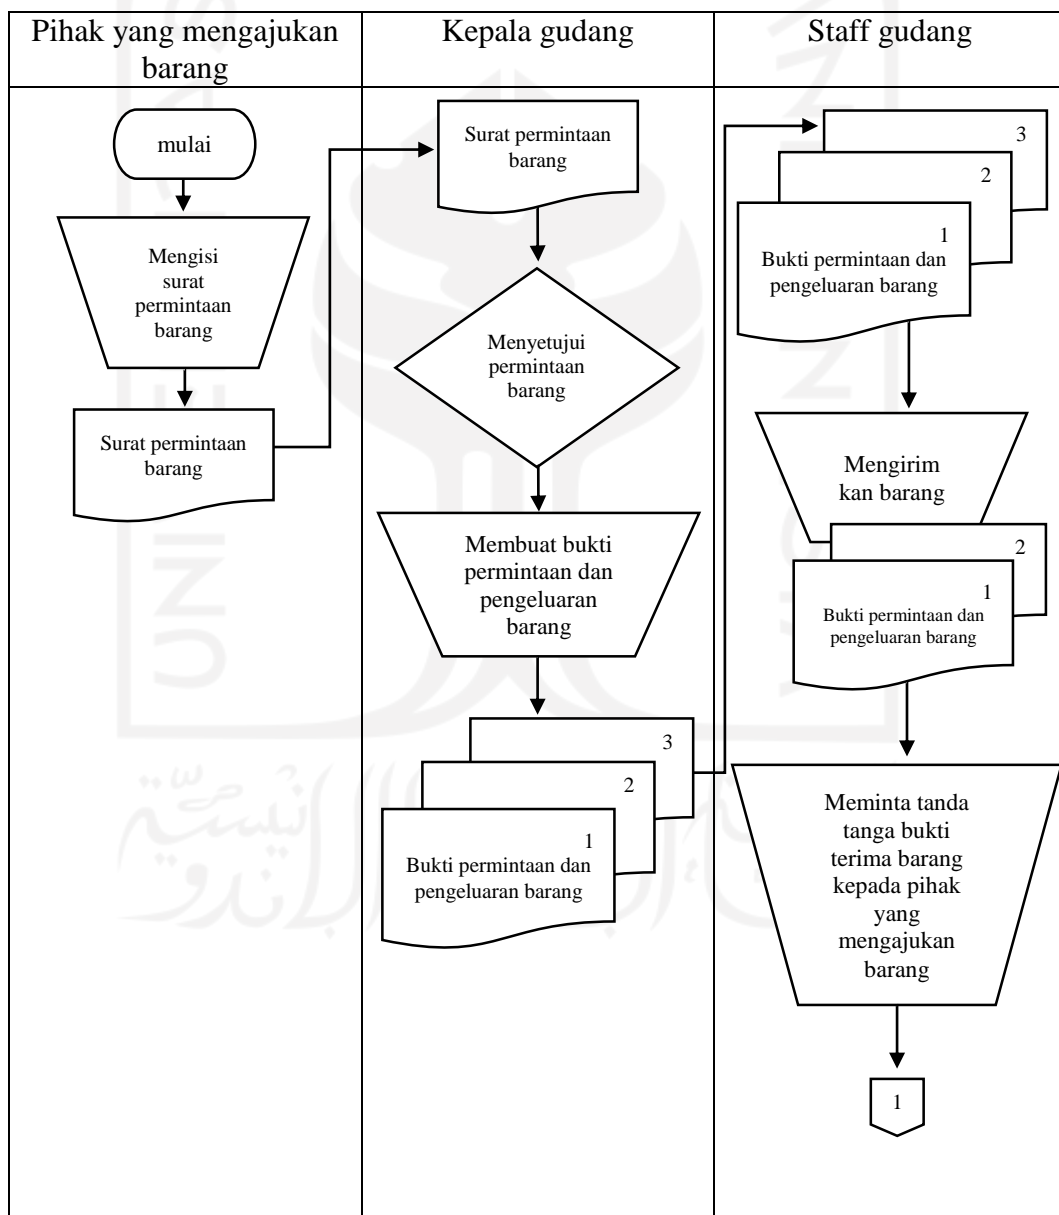 Pihak yang mengajukan
barang
Kepala gudang
Staff gudang
mulai
Mengisi
surat
permintaan
barang
Surat permintaan
barang
Surat permintaan
barang
Menyetujui
permintaan
barang
Membuat bukti
permintaan dan
pengeluaran
barang
3
2
1
Bukti permintaan dan
pengeluaran barang
3
2
1
Bukti permintaan dan
pengeluaran barang
Mengirim
kan barang
2
1
Bukti permintaan dan
pengeluaran barang
Meminta tanda
tanga bukti
terima barang
kepada pihak
yang
mengajukan
barang
1